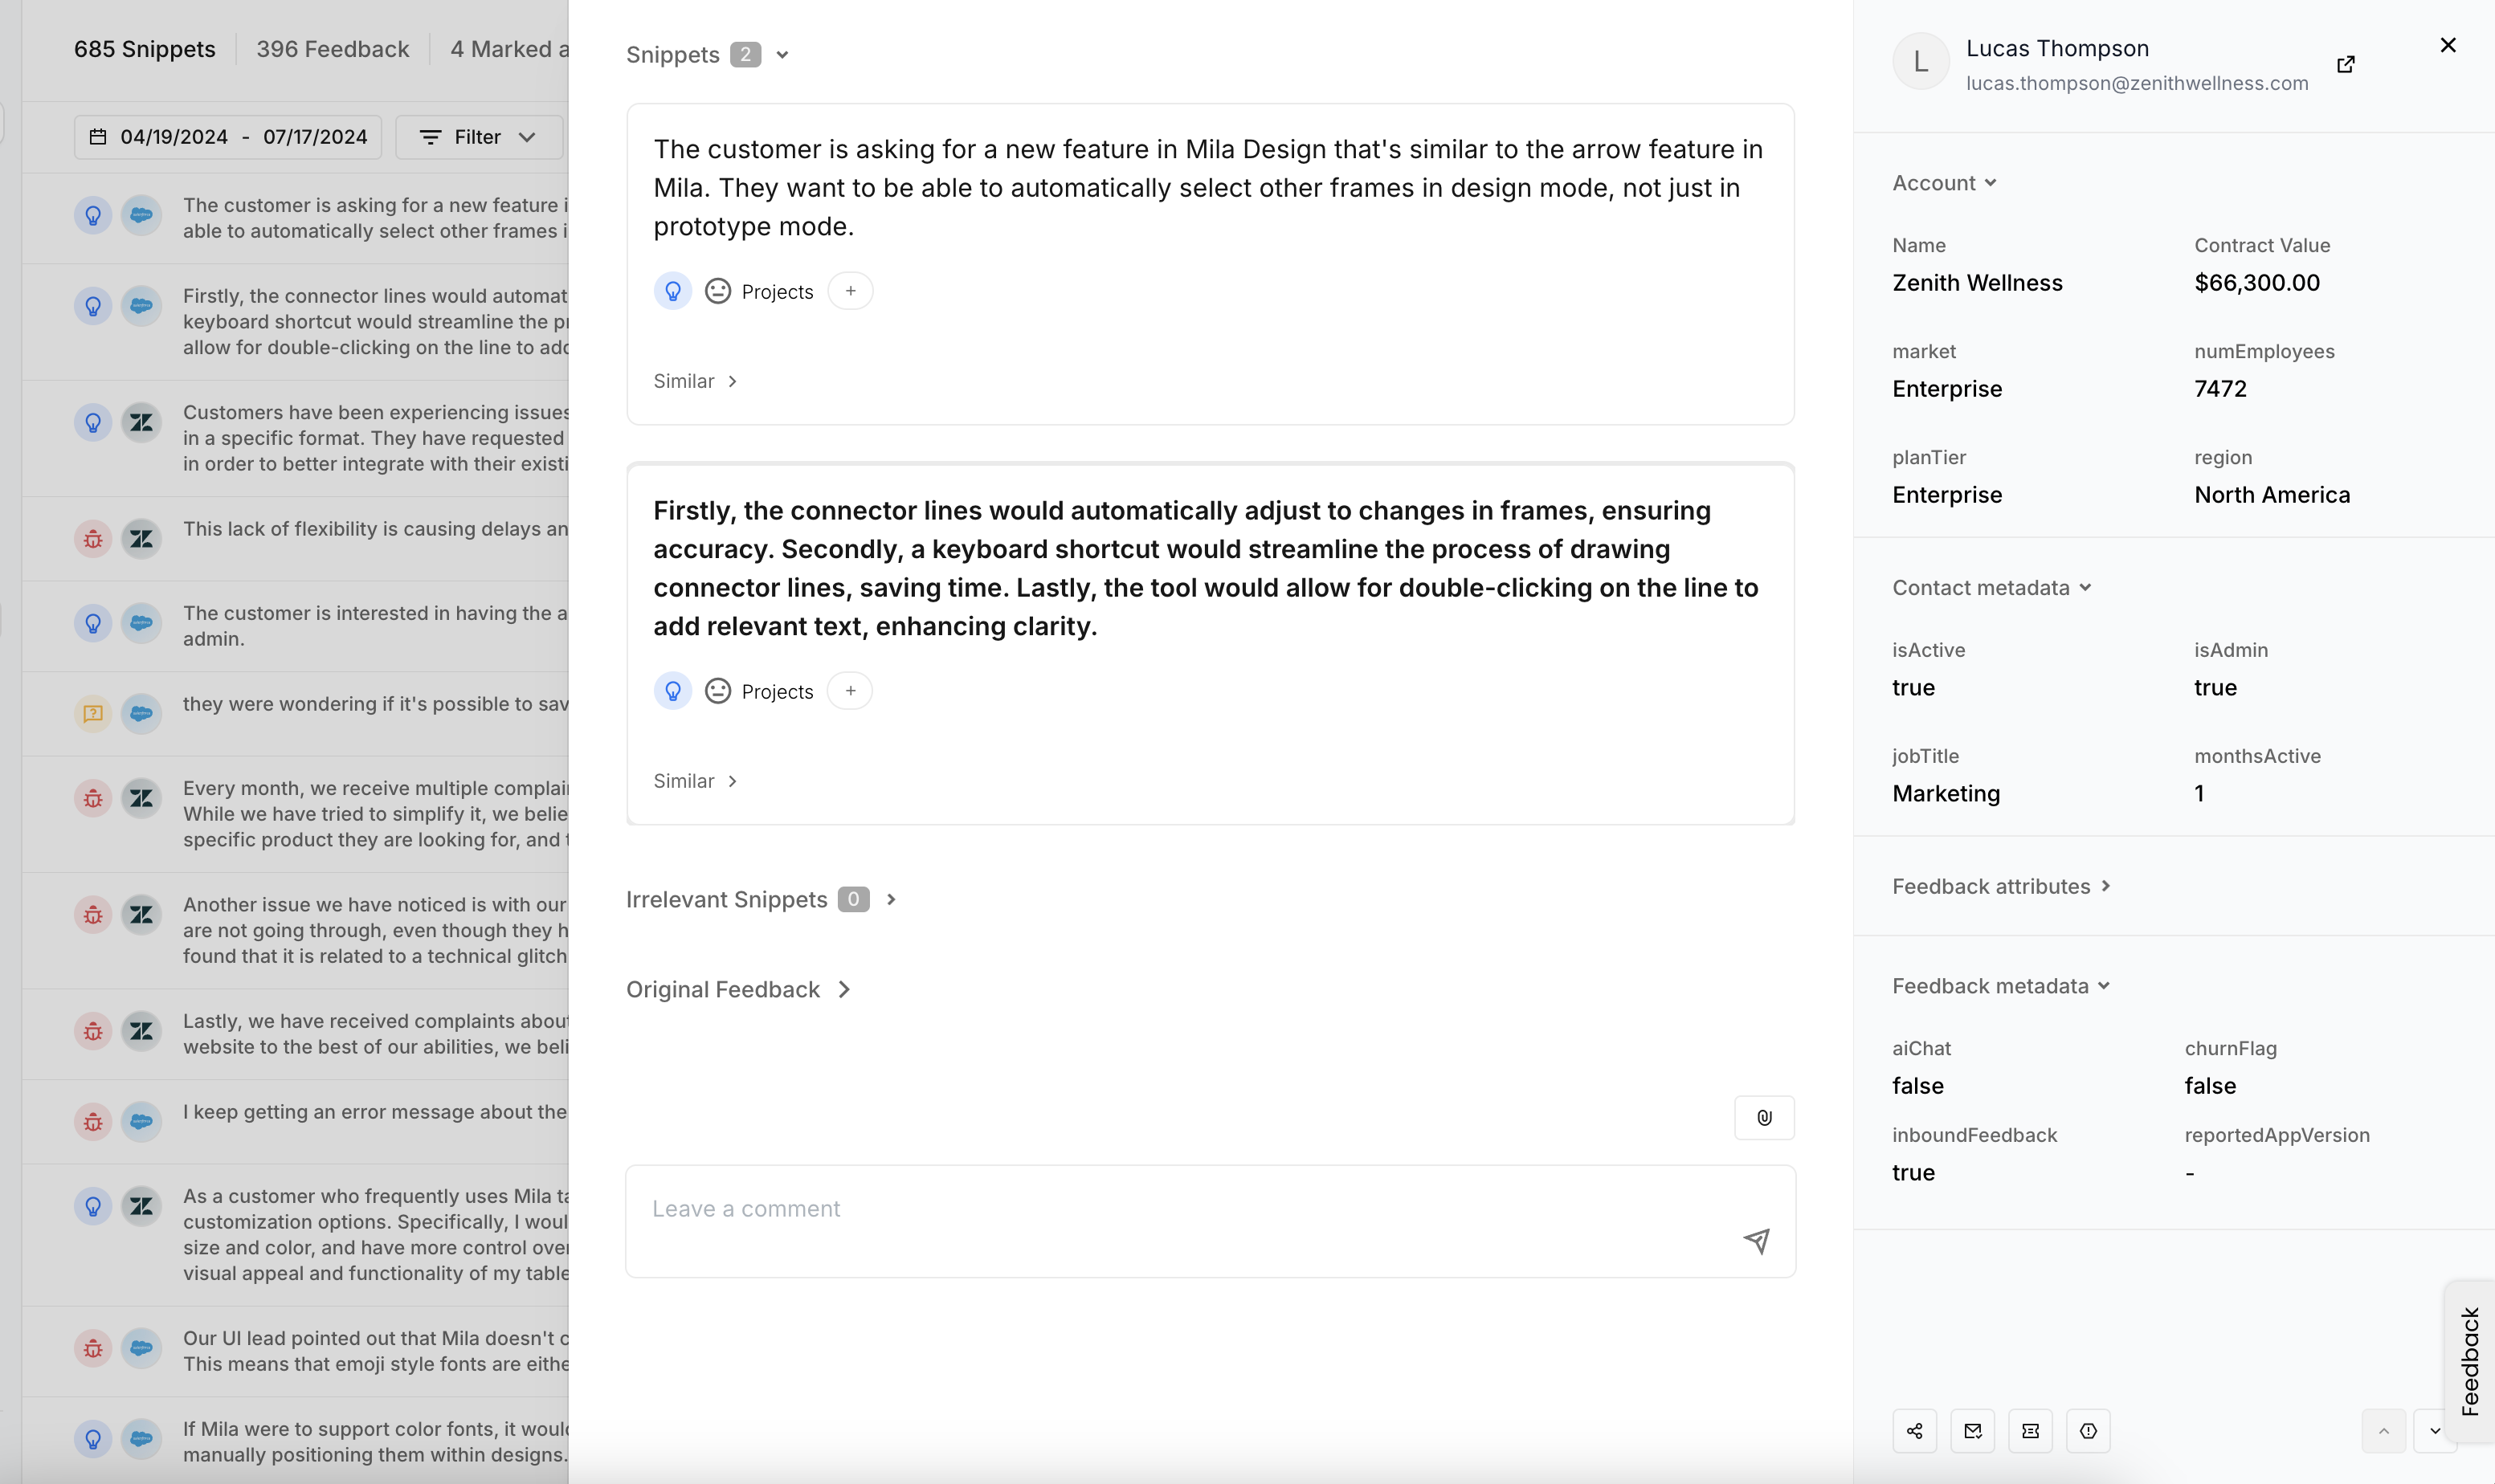 685 Snippets
396 Feedback
4 Marked a
04/19/2024 - 07/17/2024
Filter
The customer is asking for a new feature i
able to automatically select other frames i
Firstly, the connector lines would automat
keyboard shortcut would streamline the pr
allow for double-clicking on the line to add
Customers have been experiencing issues
in a specific format. They have requested
in order to better integrate with their existi
This lack of flexibility is causing delays an
The customer is interested in having the a
admin.
they were wondering if it's possible to sav
Every month, we receive multiple complain
While we have tried to simplify it, we belie
specific product they are looking for, and t
Another issue we have noticed is with our
are not going through, even though they h
found that it is related to a technical glitch
Lastly, we have received complaints about
website to the best of our abilities, we beli
I keep getting an error message about the
As a customer who frequently uses Mila ta
customization options. Specifically, I woul
size and color, and have more control over
visual appeal and functionality of my table
Our UI lead pointed out that Mila doesn't c
This means that emoji style fonts are eithe
If Mila were to support color fonts, it would
manually positioning them within designs.
Snippets 2
The customer is asking for a new feature in Mila Design that's similar to the arrow feature in
Mila. They want to be able to automatically select other frames in design mode, not just in
prototype mode.
Projects +
Similar
Firstly, the connector lines would automatically adjust to changes in frames, ensuring
accuracy. Secondly, a keyboard shortcut would streamline the process of drawing
connector lines, saving time. Lastly, the tool would allow for double-clicking on the line to
add relevant text, enhancing clarity.
Projects +
Similar
Irrelevant Snippets 0
Original Feedback
Leave a comment
L
Lucas Thompson
lucas.thompson@zenithwellness.com
Account
Name
Contract Value
Zenith Wellness
$66,300.00
market
numEmployees
Enterprise
7472
planTier
region
Enterprise
North America
Contact metadata
isActive
isAdmin
true
true
jobTitle
monthsActive
Marketing
1
Feedback attributes
Feedback metadata
aiChat
churnFlag
false
false
inboundFeedback
reportedAppVersion
true
-
Feedback